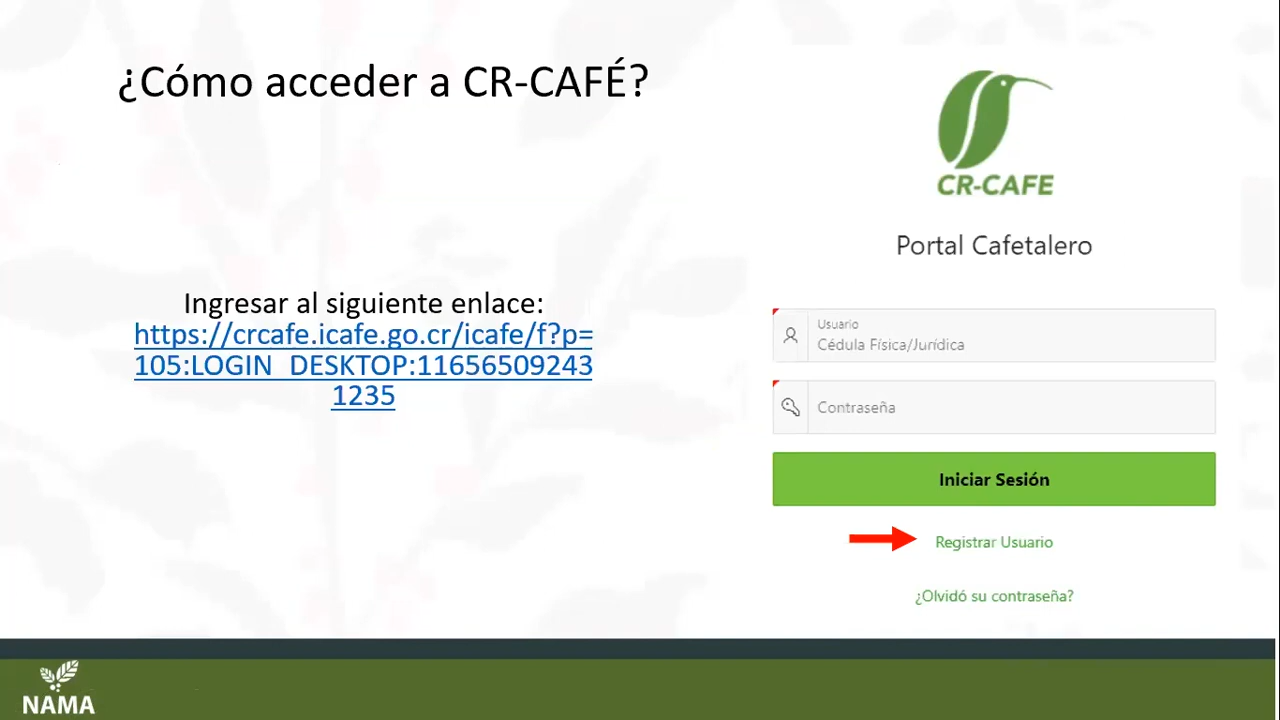 ¿Cómo acceder a CR-CAFÉ?
Ingresar al siguiente enlace:
https://crcafe.icafe.go.cr/icafe/f?p=
105:LOGIN_DESKTOP:11656509243
1235
CR-CAFE
Portal Cafetalero
Usuario
Cédula Física/Jurídica
Contraseña
Iniciar Sesión
Registrar Usuario
¿Olvidó su contraseña?
NAMA